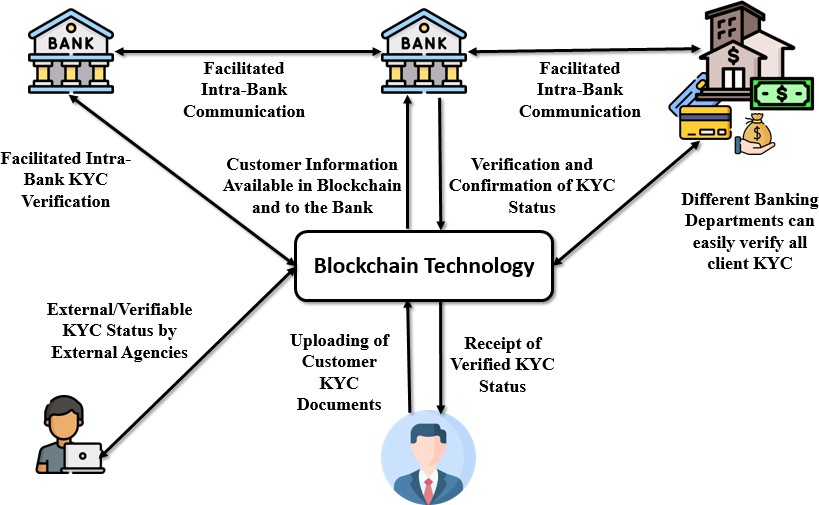 BANK
BANK
$
$
$
Facilitated
Intra-Bank
Communication
Facilitated
Intra-Bank
Communication
Facilitated Intra-
Bank KYC
Verification
Customer Information
Available in Blockchain
and to the Bank
Verification and
Confirmation of KYC
Status
Different Banking
Departments can
easily verify all
client KYC
Blockchain Technology
External/Verifiable
KYC Status by
External Agencies
Uploading of
Customer
KYC
Documents
Receipt of
Verified KYC
Status